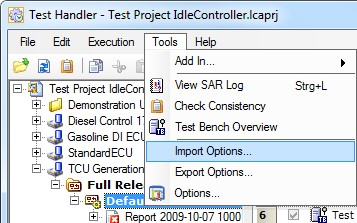 Test Handler - Test Project IdleController.lcaprj
File Edit Execution Tools Help
Add In...
View SAR Log Strg+L
Check Consistency
Test Bench Overview
Import Options...
Export Options...
Options...
Test Project IdleC
Demonstration U
Diesel Control 1
Gasoline DI ECU
StandardECU
TCU Generation
Full Rele
Defau
Report 2009-10-07 1000
6
Test